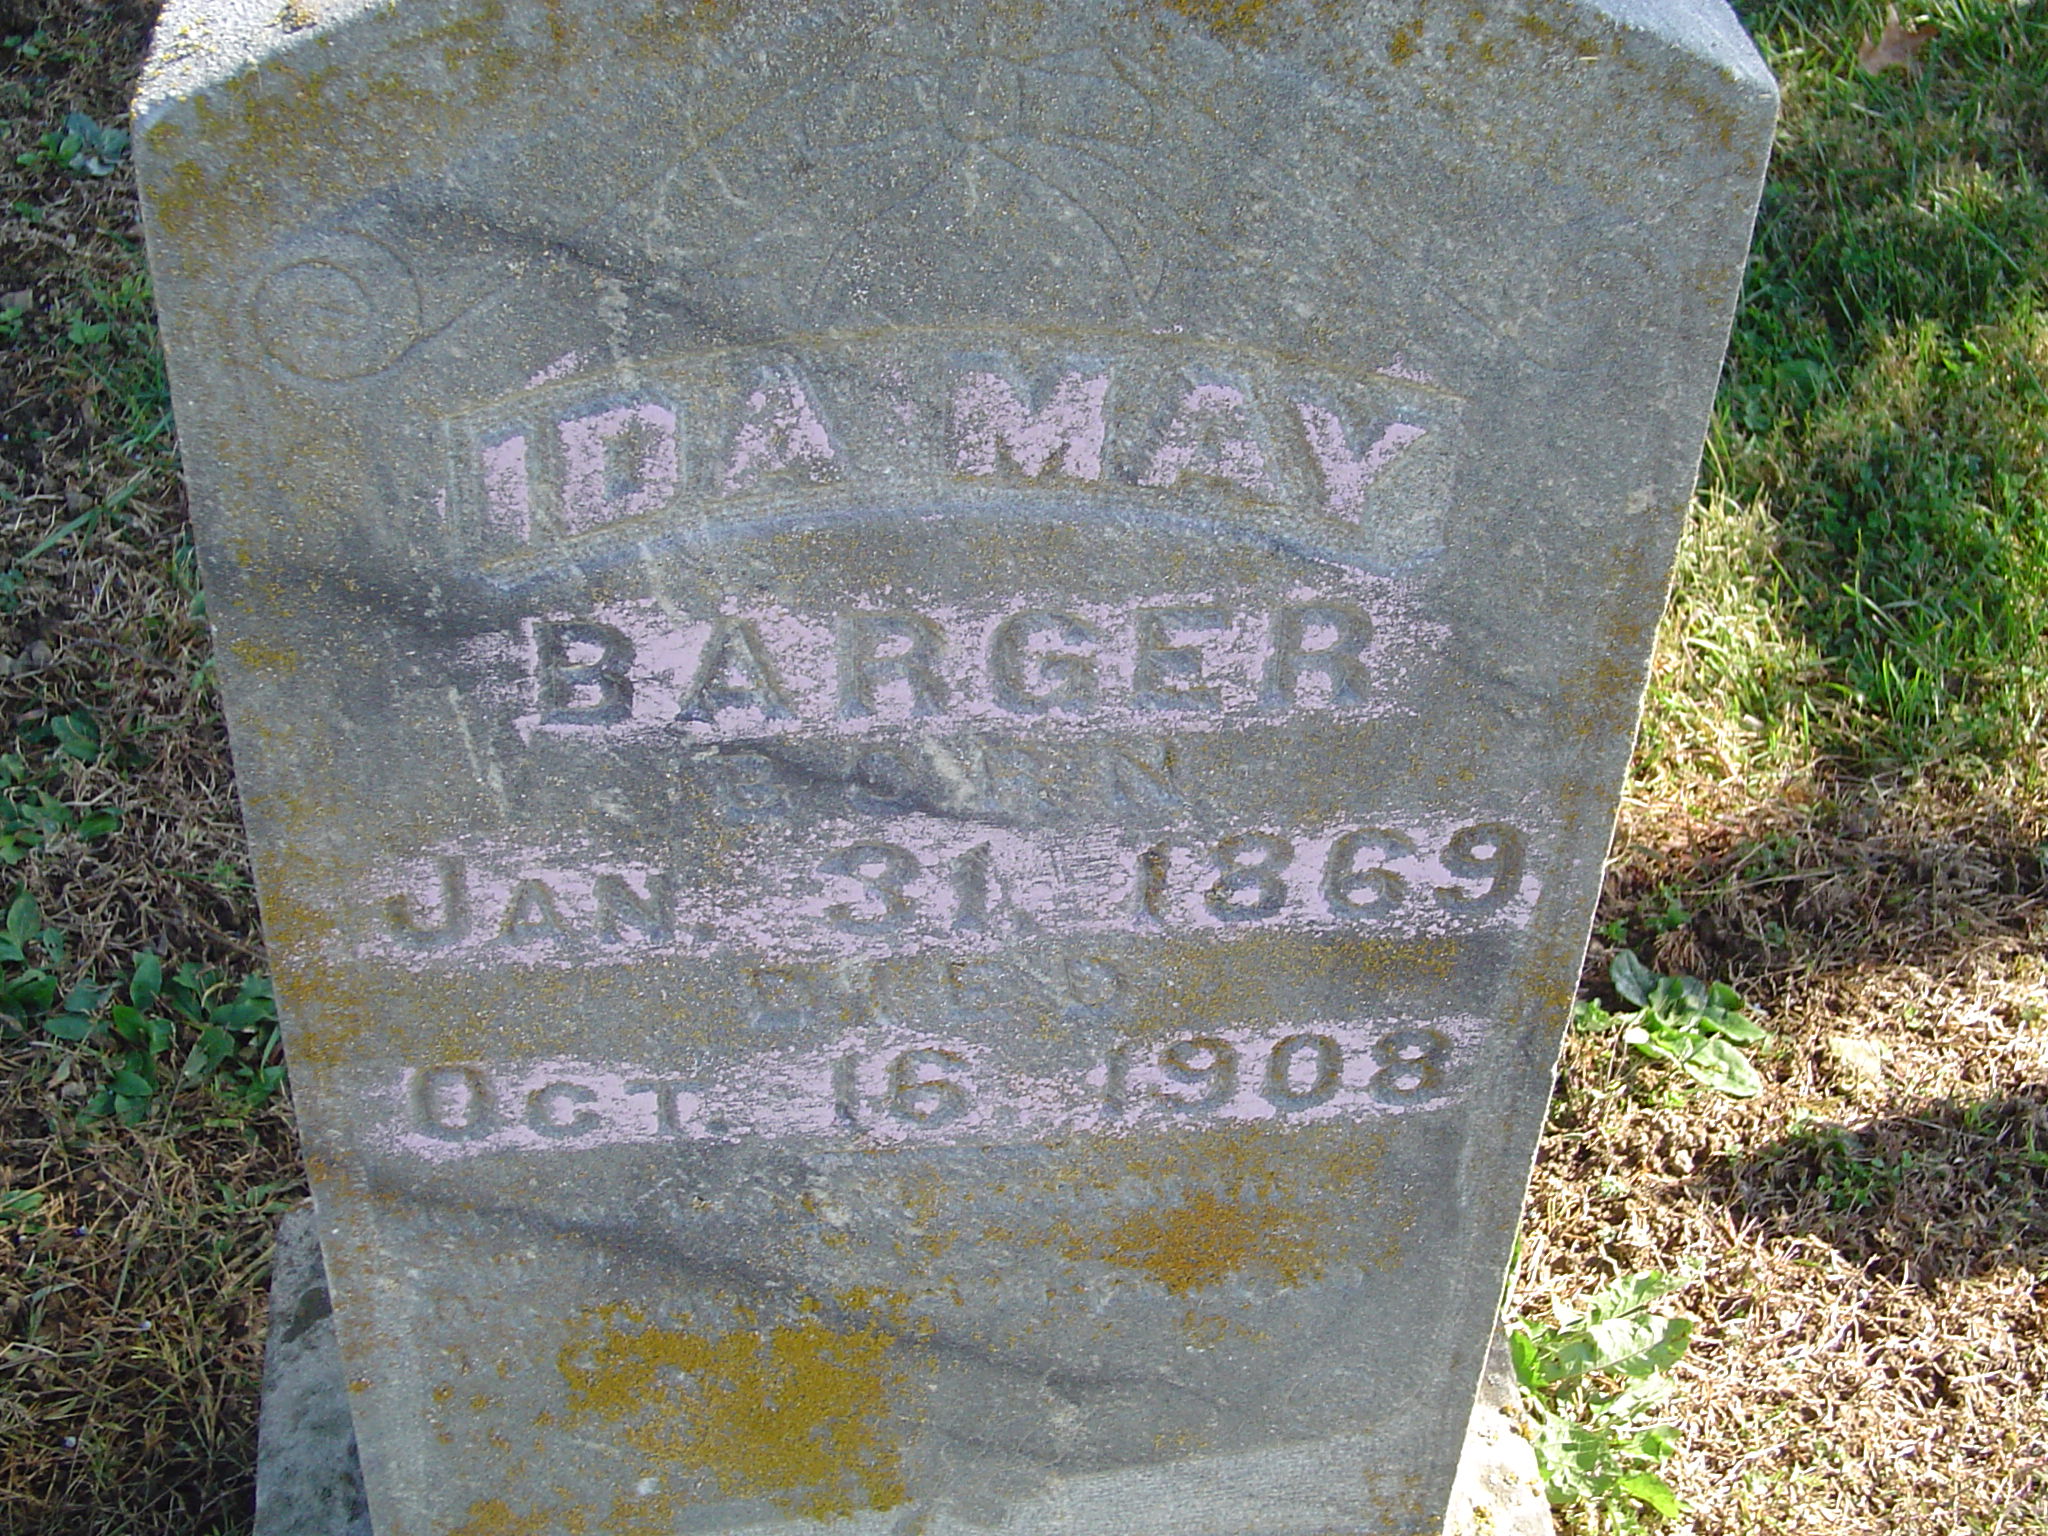 IDA MAY
BARGER
BORN
JAN. 31, 1869
DIED
OCT. 16, 1908